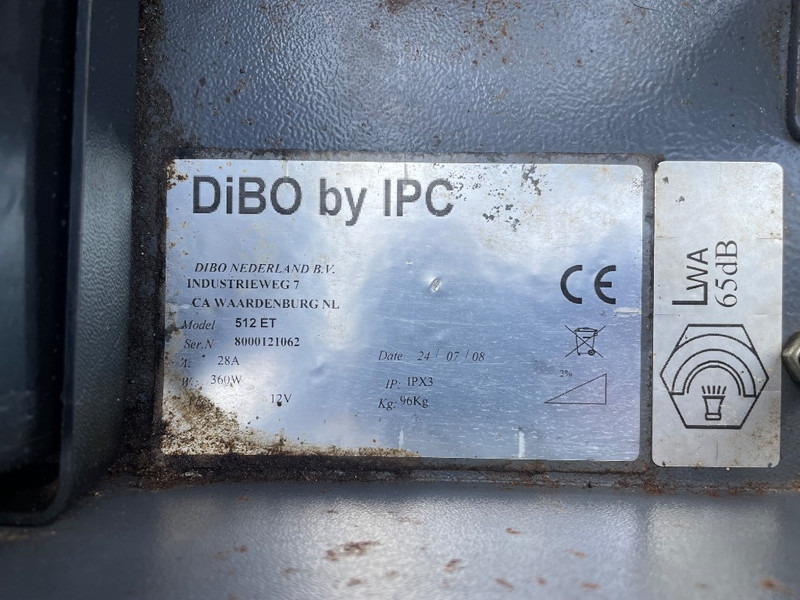 DiBO by IPC
DIBO NEDERLAND B.V.
INDUSTRIEWEG 7
CA WAARDENBURG NL
Model 512 ET
Ser.N 8000121062
A: 28A
W: 360W
12V
Date 24 / 07 / 08
IP: IPX3
Kg: 96Kg
CE
2%
LWA
65dB